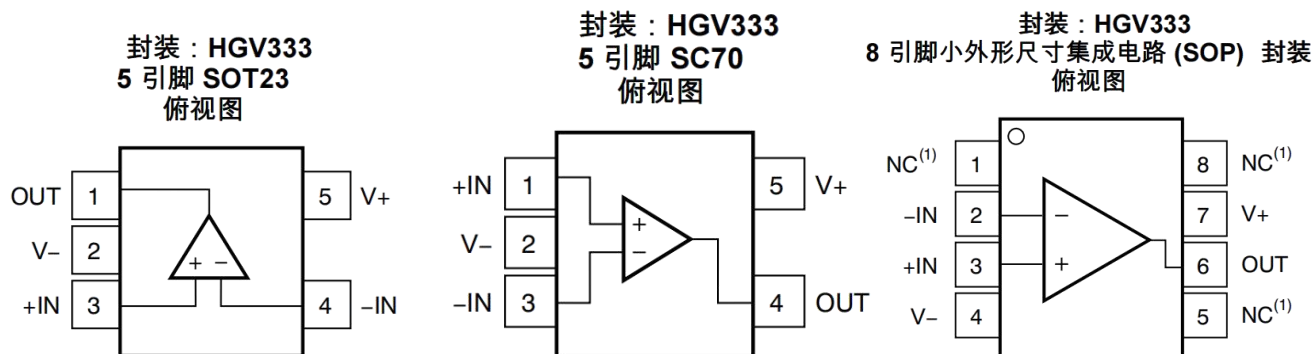 封装：HGV333
5 引脚 SOT23
俯视图
OUT 1
V− 2
+IN 3
5 V+
4 −IN
+ −
封装：HGV333
5 引脚 SC70
俯视图
+IN 1
V− 2
−IN 3
5 V+
4 OUT
+
−
封装：HGV333
8 引脚小外形尺寸集成电路 (SOP) 封装
俯视图
NC(1) 1
−IN 2
+IN 3
V− 4
8 NC(1)
7 V+
6 OUT
5 NC(1)
−
+